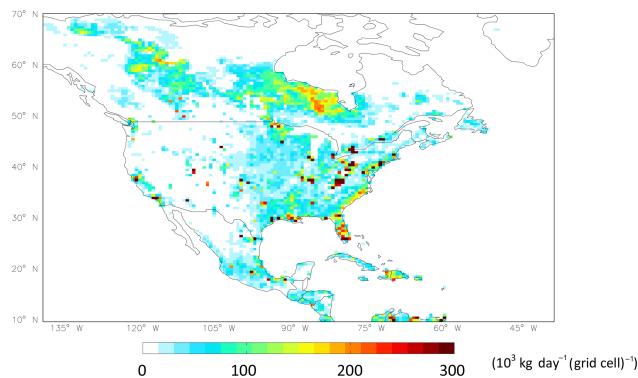 70° N
60° N
50° N
40° N
30° N
20° N
10° N
135° W 120° W 105° W 90° W 75° W 60° W 45° W
0 100 200 300 (10³ kg day⁻¹ (grid cell)⁻¹)